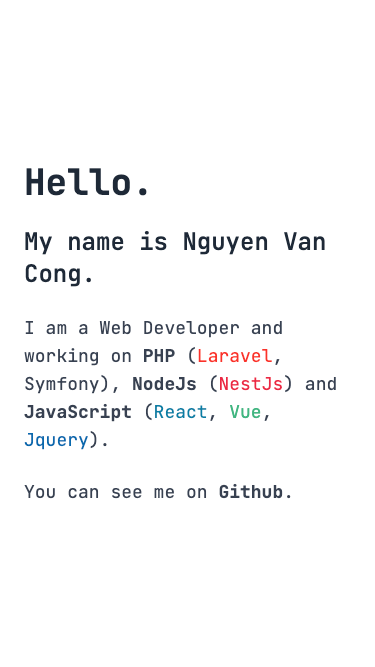 Hello.
My name is Nguyen Van
Cong.
I am a Web Developer and
working on PHP (Laravel,
Symfony), NodeJs (NestJs) and
JavaScript (React, Vue,
Jquery).
You can see me on Github.